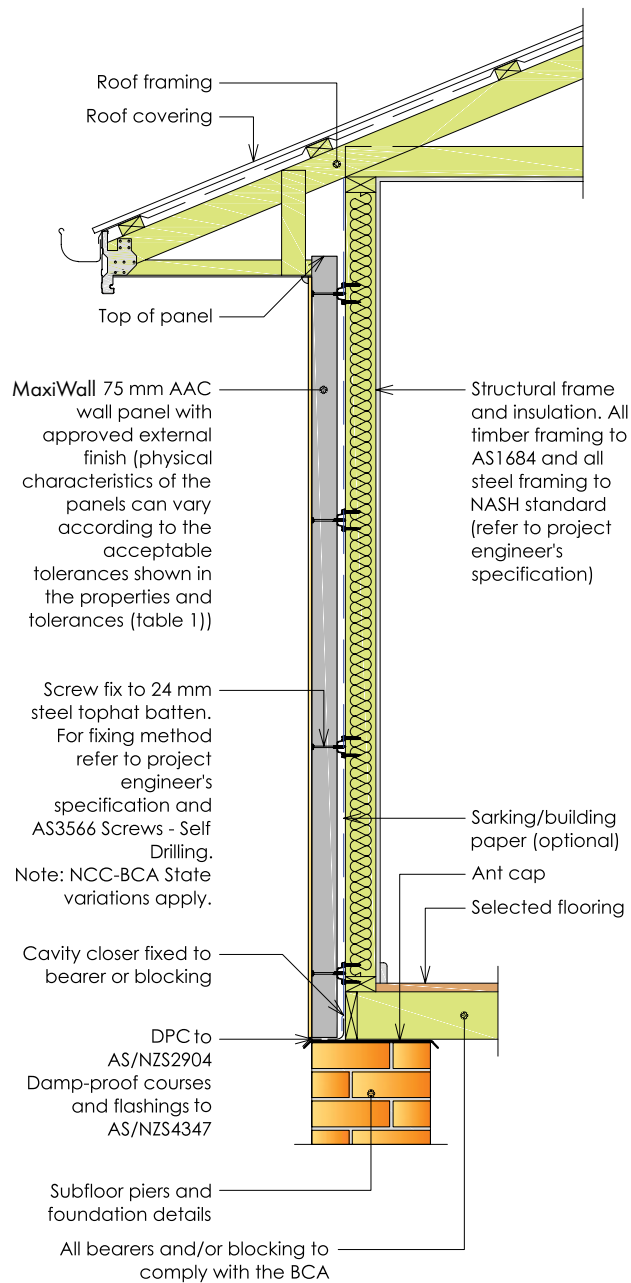 Roof framing
Roof covering
Top of panel
MaxiWall 75 mm AAC
wall panel with
approved external
finish (physical
characteristics of the
panels can vary
according to the
acceptable
tolerances shown in
the properties and
tolerances (table 1))
Structural frame
and insulation. All
timber framing to
AS1684 and all
steel framing to
NASH standard
(refer to project
engineer's
specification)
Screw fix to 24 mm
steel tophat batten.
For fixing method
refer to project
engineer's
specification and
AS3566 Screws - Self
Drilling.
Note: NCC-BCA State
variations apply.
Sarking/building
paper (optional)
Ant cap
Selected flooring
Cavity closer fixed to
bearer or blocking
DPC to
AS/NZS2904
Damp-proof courses
and flashings to
AS/NZS4347
Subfloor piers and
foundation details
All bearers and/or blocking to
comply with the BCA